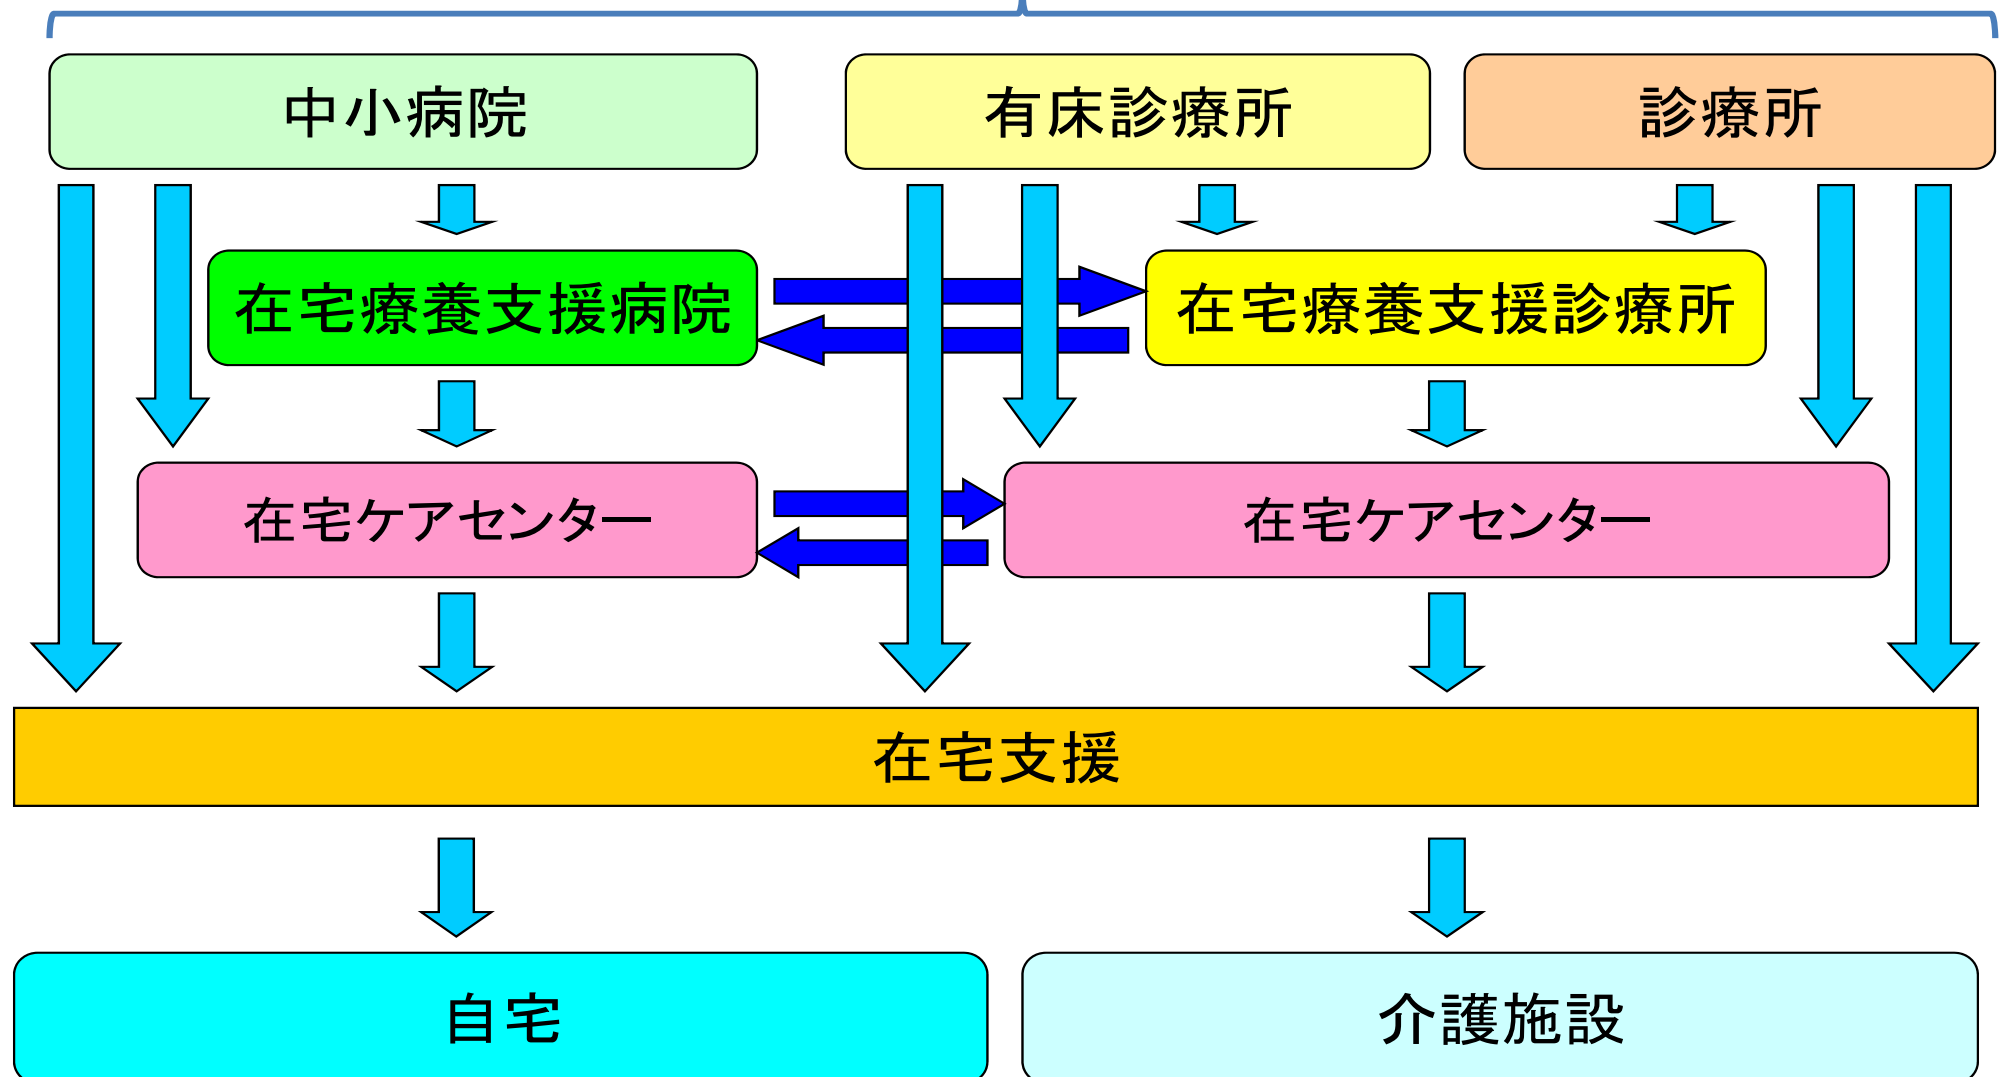 中小病院
有床診療所
診療所
在宅療養支援病院
在宅療養支援診療所
在宅ケアセンター
在宅ケアセンター
在宅支援
自宅
介護施設